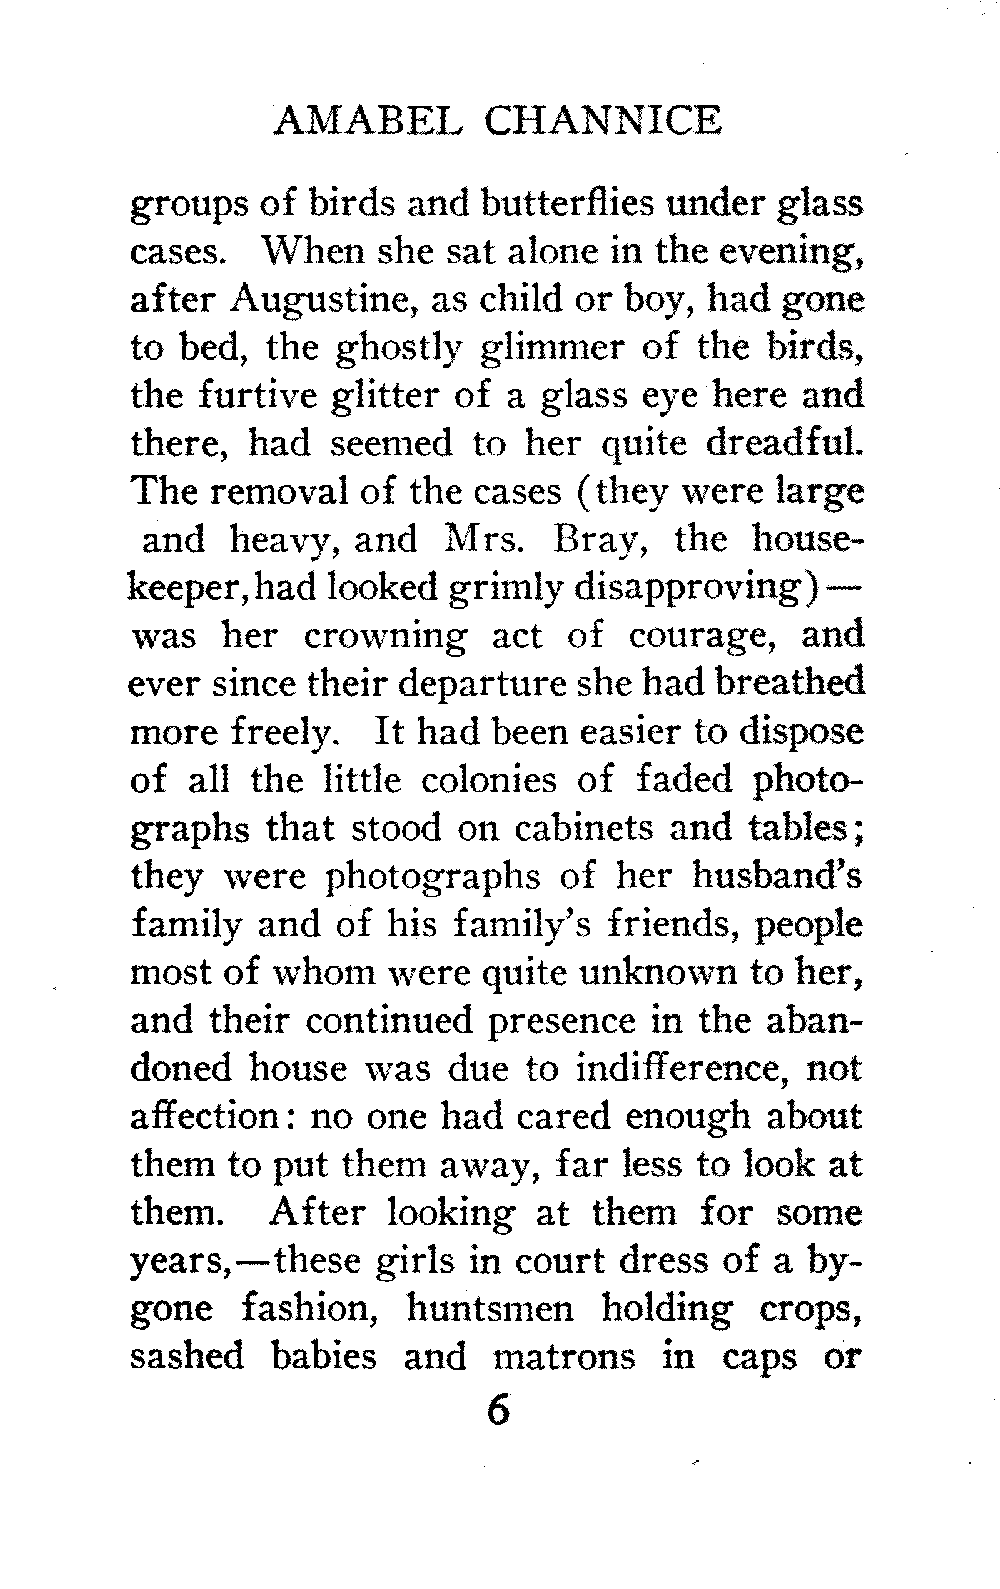 AMABEL CHANNICE
groups of birds and butterflies under glass
cases. When she sat alone in the evening,
after Augustine, as child or boy, had gone
to bed, the ghostly glimmer of the birds,
the furtive glitter of a glass eye here and
there, had seemed to her quite dreadful.
The removal of the cases (they were large
and heavy, and Mrs. Bray, the house-
keeper, had looked grimly disapproving)—
was her crowning act of courage, and
ever since their departure she had breathed
more freely. It had been easier to dispose
of all the little colonies of faded photo-
graphs that stood on cabinets and tables;
they were photographs of her husband's
family and of his family's friends, people
most of whom were quite unknown to her,
and their continued presence in the aban-
doned house was due to indifference, not
affection: no one had cared enough about
them to put them away, far less to look at
them. After looking at them for some
years,—these girls in court dress of a by-
gone fashion, huntsmen holding crops,
sashed babies and matrons in caps or
6